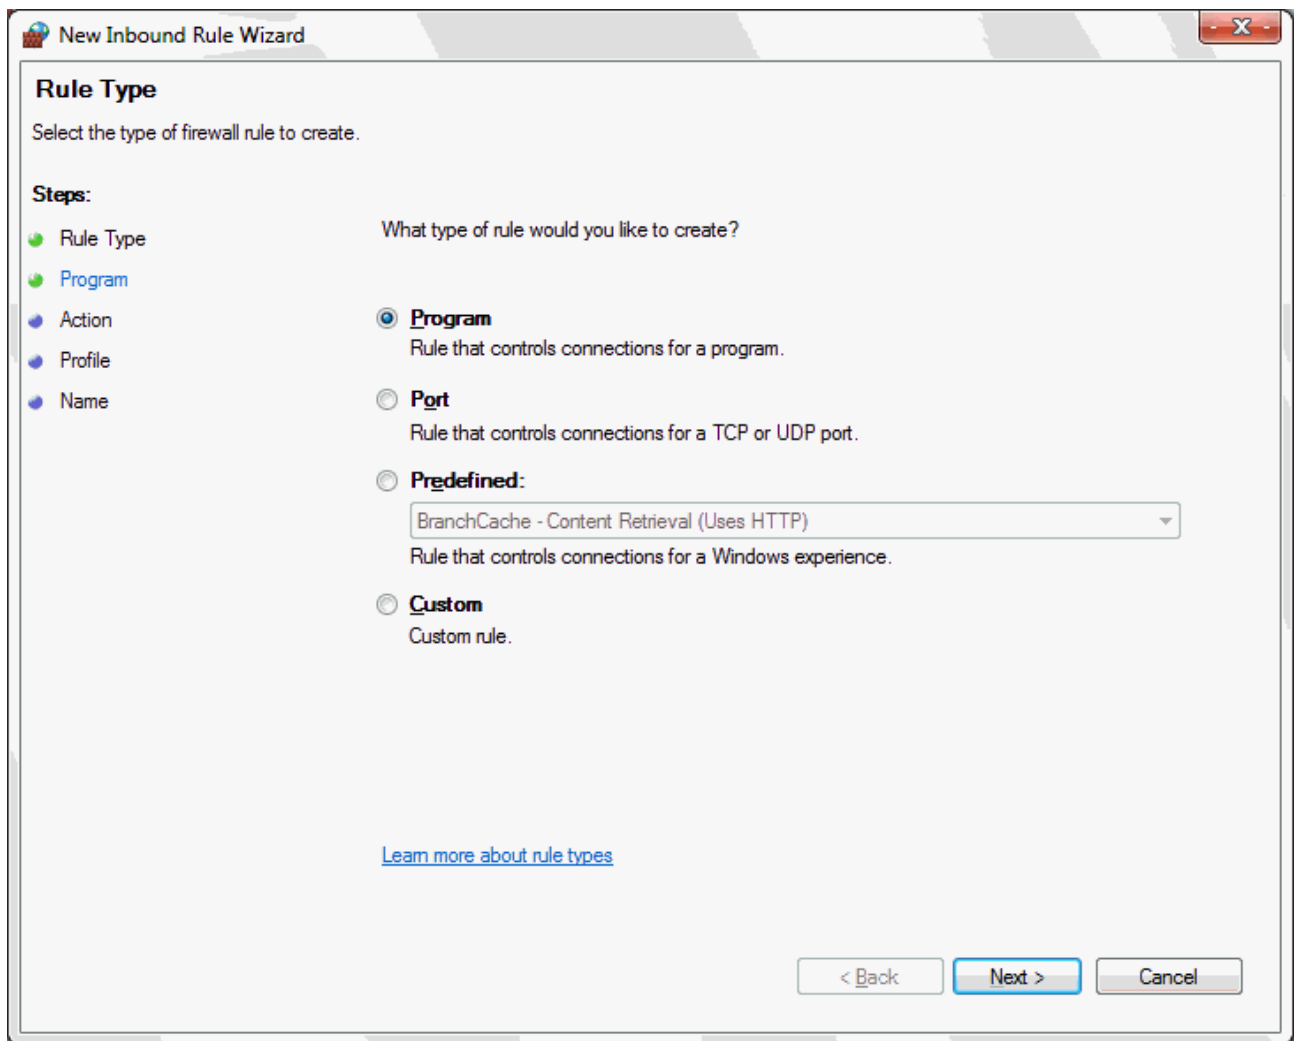 New Inbound Rule Wizard
X
Rule Type
Select the type of firewall rule to create.
Steps:
Rule Type
Program
Action
Profile
Name
What type of rule would you like to create?
Program
Rule that controls connections for a program.
Port
Rule that controls connections for a TCP or UDP port.
Predefined:
BranchCache - Content Retrieval (Uses HTTP)
Rule that controls connections for a Windows experience.
Custom
Custom rule.
Learn more about rule types
< Back
Next >
Cancel